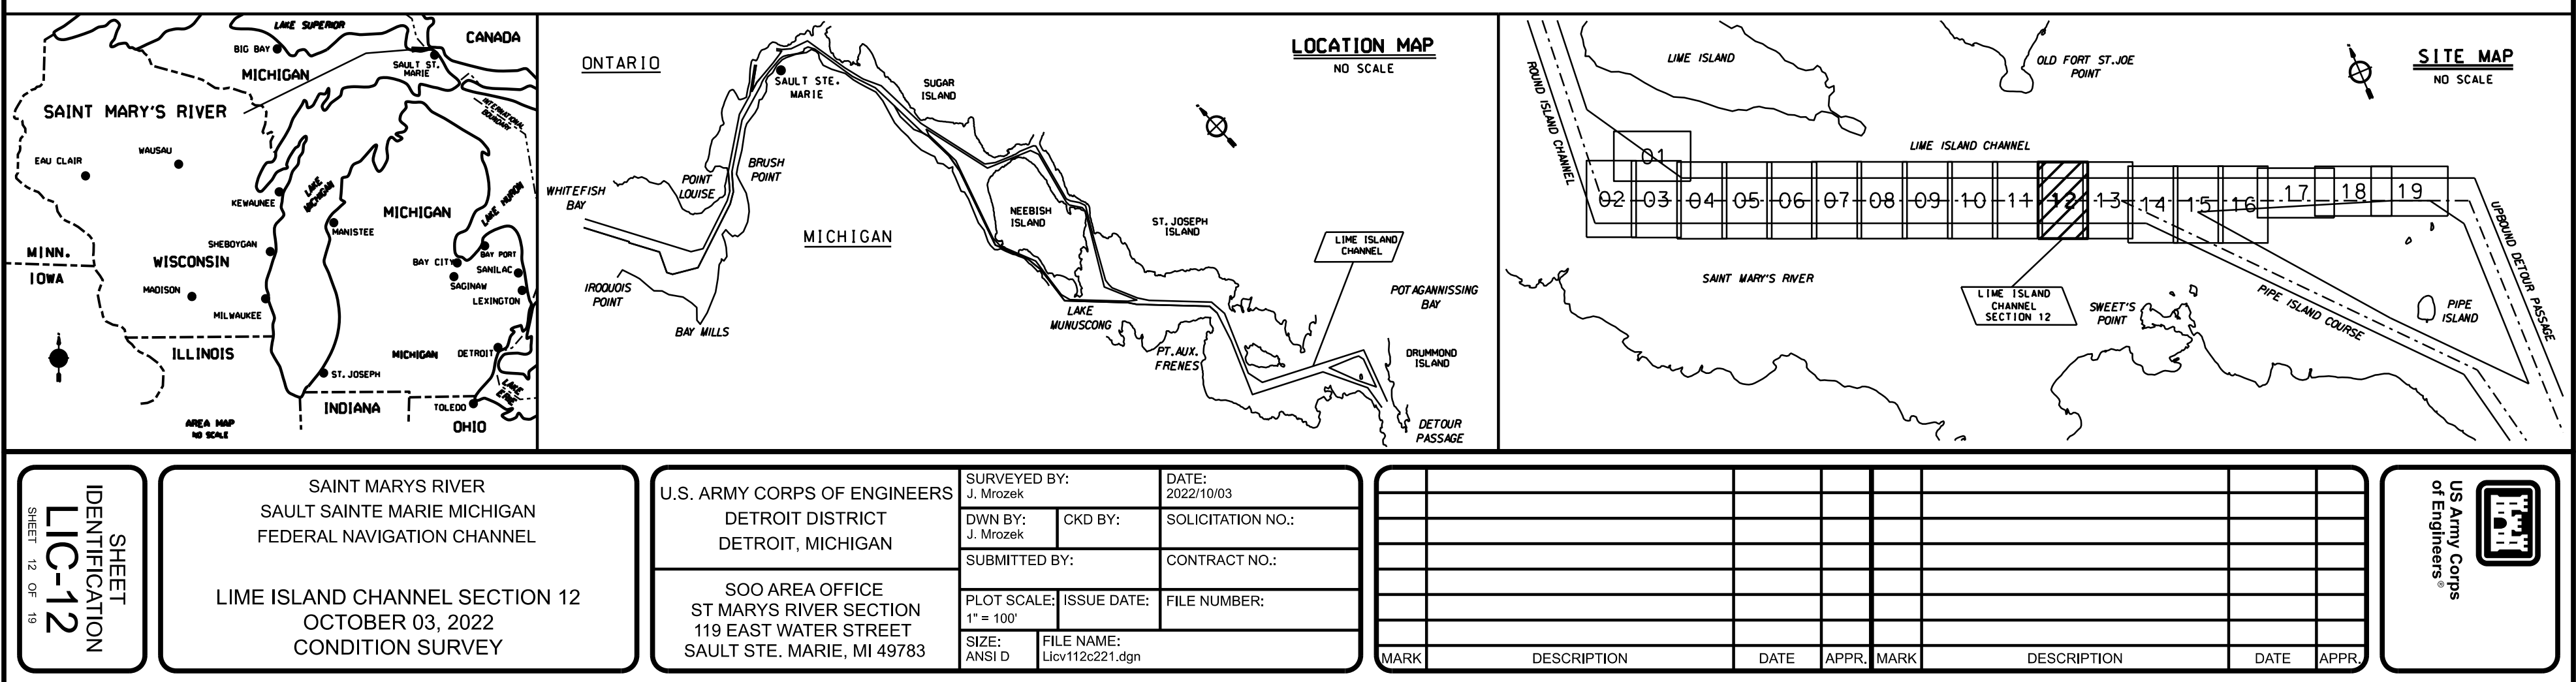 LAKE SUPERIOR
CANADA
BIG BAY
SAULT ST.
MARIE
MICHIGAN
SAINT MARY'S RIVER
INTERNATIONAL
BOUNDARY
WAUSAU
EAU CLAIR
LAKE
MICHIGAN
KEWAUNEE
MICHIGAN
LAKE HURON
MANISTEE
SHEBOYGAN
MINN.
WISCONSIN
BAY CITY
BAY PORT
SANILAC
IOWA
SAGINAW
MADISON
LEXINGTON
MILWAUKEE
ILLINOIS
MICHIGAN
DETROIT
ST. JOSEPH
LAKE
ERIE
INDIANA
TOLEDO
AREA MAP
NO SCALE
OHIO
ONTARIO
LOCATION MAP
NO SCALE
SAULT STE.
MARIE
SUGAR
ISLAND
BRUSH
POINT
POINT
LOUISE
WHITEFISH
BAY
NEEBISH
ISLAND
ST. JOSEPH
ISLAND
MICHIGAN
LIME ISLAND
CHANNEL
IROQUOIS
POINT
POTAGANNISSING
BAY
LAKE
MUNUSCONG
BAY MILLS
PT. AUX.
FRENES
DRUMMOND
ISLAND
DETOUR
PASSAGE
SITE MAP
NO SCALE
LIME ISLAND
OLD FORT ST.JOE
POINT
ROUND ISLAND CHANNEL
LIME ISLAND CHANNEL
01
02 03 04 05 06 07 08 09 10 11 12 13 14 15 16 17 18 19
SAINT MARY'S RIVER
LIME ISLAND
CHANNEL
SECTION 12
SWEET'S
POINT
PIPE ISLAND COURSE
PIPE
ISLAND
UPBOUND DETOUR PASSAGE
SHEET
IDENTIFICATION
LIC-12
SHEET 12 OF 19
SAINT MARYS RIVER
SAULT SAINTE MARIE MICHIGAN
FEDERAL NAVIGATION CHANNEL
LIME ISLAND CHANNEL SECTION 12
OCTOBER 03, 2022
CONDITION SURVEY
U.S. ARMY CORPS OF ENGINEERS
DETROIT DISTRICT
DETROIT, MICHIGAN
SOO AREA OFFICE
ST MARYS RIVER SECTION
119 EAST WATER STREET
SAULT STE. MARIE, MI 49783
SURVEYED BY:
J. Mrozek
DATE:
2022/10/03
DWN BY:
J. Mrozek
CKD BY:
SOLICITATION NO.:
SUBMITTED BY:
CONTRACT NO.:
PLOT SCALE:
1" = 100'
ISSUE DATE:
FILE NUMBER:
SIZE:
ANSI D
FILE NAME:
Licv112c221.dgn
MARK DESCRIPTION DATE APPR. MARK DESCRIPTION DATE APPR.
US Army Corps
of Engineers®